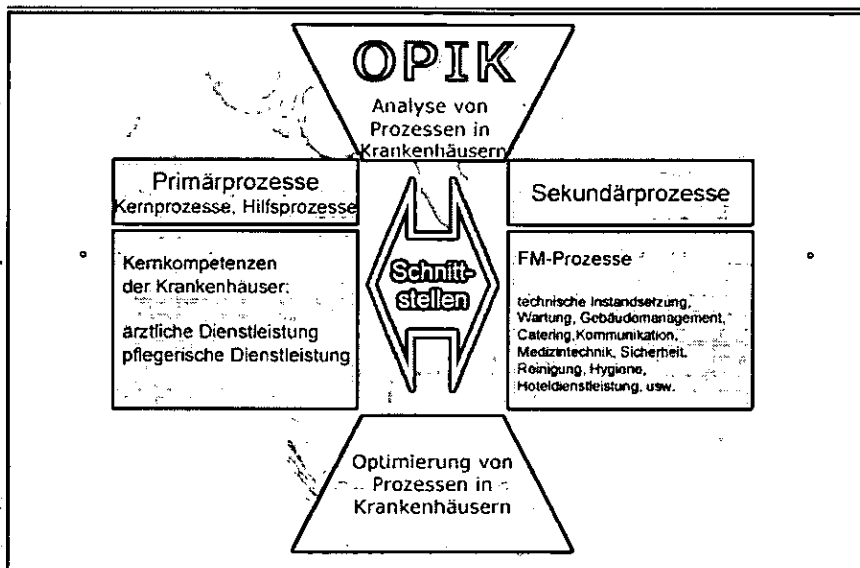 OPIK
Analyse von
Prozessen in
Krankenhäusern
Primärprozesse
Kernprozesse, Hilfsprozesse
Kernkompetenzen
der Krankenhäuser:
ärztliche Dienstleistung
pflegerische Dienstleistung
Schnitt-
stellen
Sekundärprozesse
FM-Prozesse
technische Instandsetzung,
Wartung, Gebäudemanagement,
Catering,Kommunikation,
Medizintechnik, Sicherheit,
Reinigung, Hygiene,
Hoteldienstleistung, usw.
Optimierung von
Prozessen in
Krankenhäusern